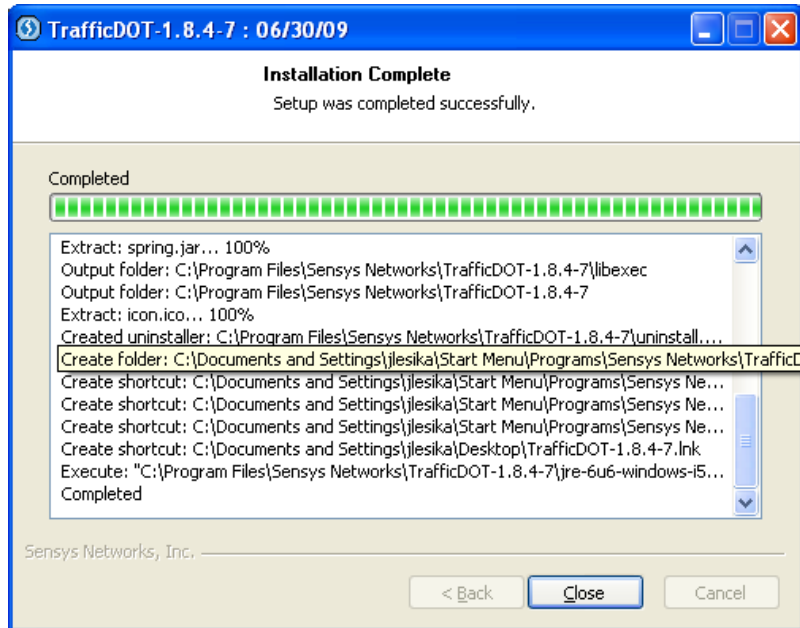 TrafficDOT-1.8.4-7 : 06/30/09
Installation Complete
Setup was completed successfully.
Completed
Extract: spring.jar... 100%
Output folder: C:\Program Files\Sensys Networks\TrafficDOT-1.8.4-7\libexec
Output folder: C:\Program Files\Sensys Networks\TrafficDOT-1.8.4-7
Extract: icon.ico... 100%
Created uninstaller: C:\Program Files\Sensys Networks\TrafficDOT-1.8.4-7\uninstall....
Create folder: C:\Documents and Settings\jlesika\Start Menu\Programs\Sensys Networks\TrafficD
Create shortcut: C:\Documents and Settings\jlesika\Start Menu\Programs\Sensys Ne...
Create shortcut: C:\Documents and Settings\jlesika\Start Menu\Programs\Sensys Ne...
Create shortcut: C:\Documents and Settings\jlesika\Start Menu\Programs\Sensys Ne...
Create shortcut: C:\Documents and Settings\jlesika\Desktop\TrafficDOT-1.8.4-7.lnk
Execute: "C:\Program Files\Sensys Networks\TrafficDOT-1.8.4-7\jre-6u6-windows-i5...
Completed
Sensys Networks, Inc.
< Back
Close
Cancel